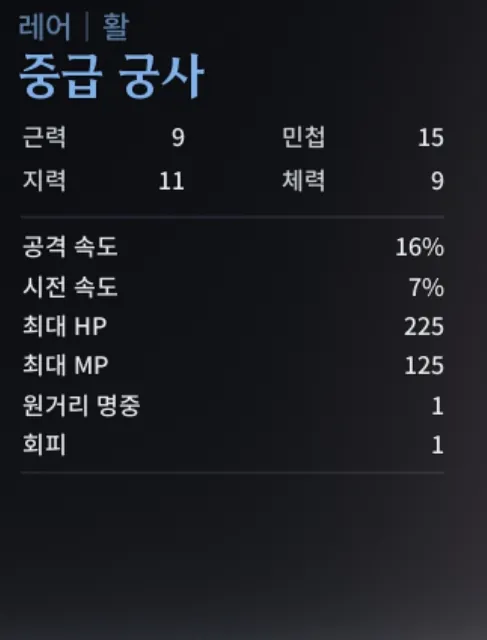 레어 | 활
중급 궁사
근력 9 민첩 15
지력 11 체력 9
공격 속도 16%
시전 속도 7%
최대 HP 225
최대 MP 125
원거리 명중 1
회피 1